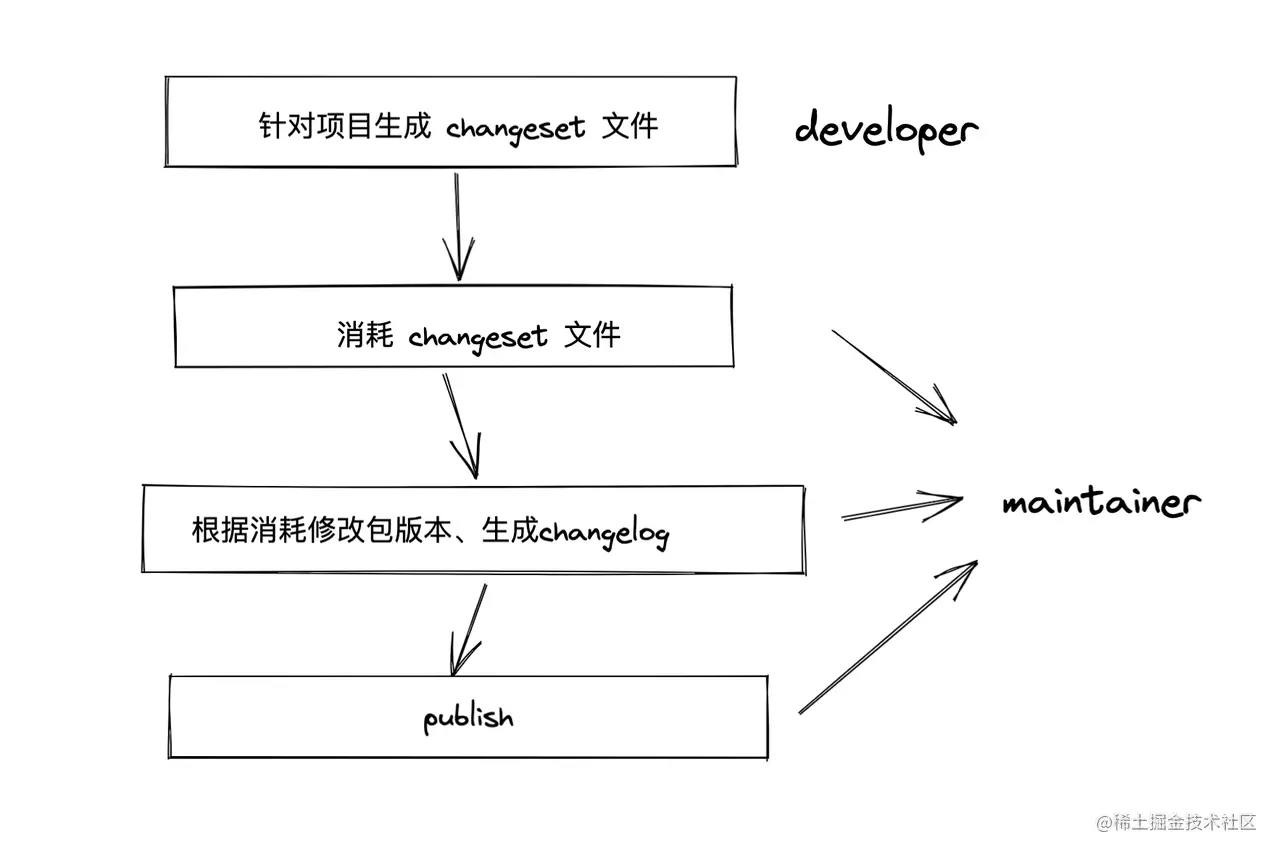 针对项目生成 changeset 文件
developer
消耗 changeset 文件
根据消耗修改包版本、生成changelog
maintainer
publish
@稀土掘金技术社区